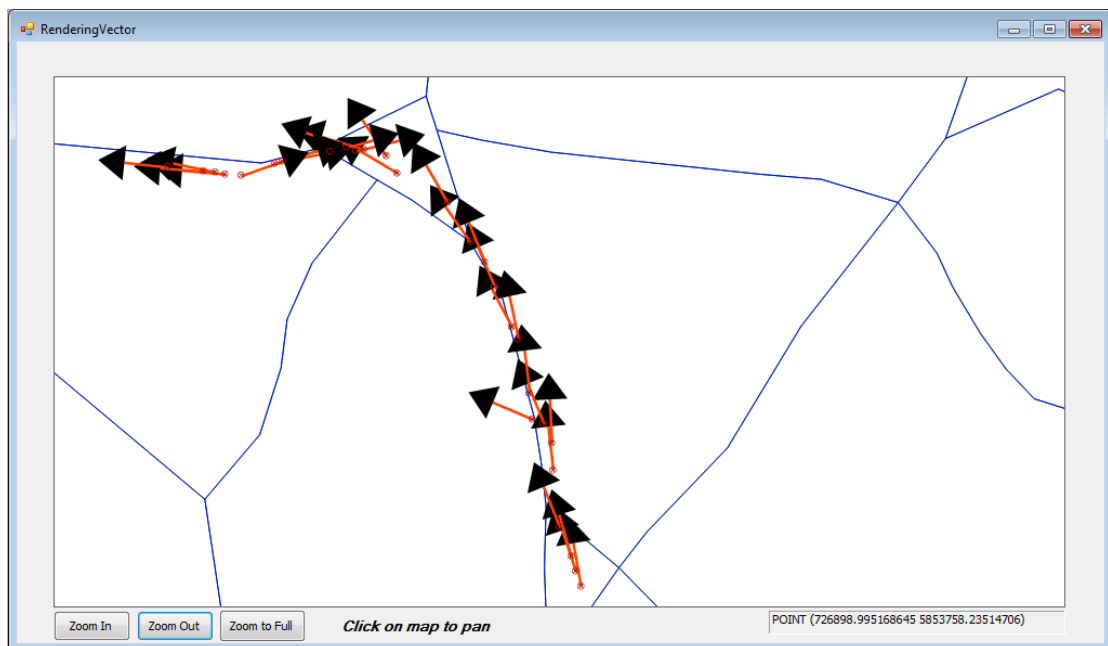 RenderingVector
Zoom In
Zoom Out
Zoom to Full
Click on map to pan
POINT (726898.995168645 5853758.23514706)